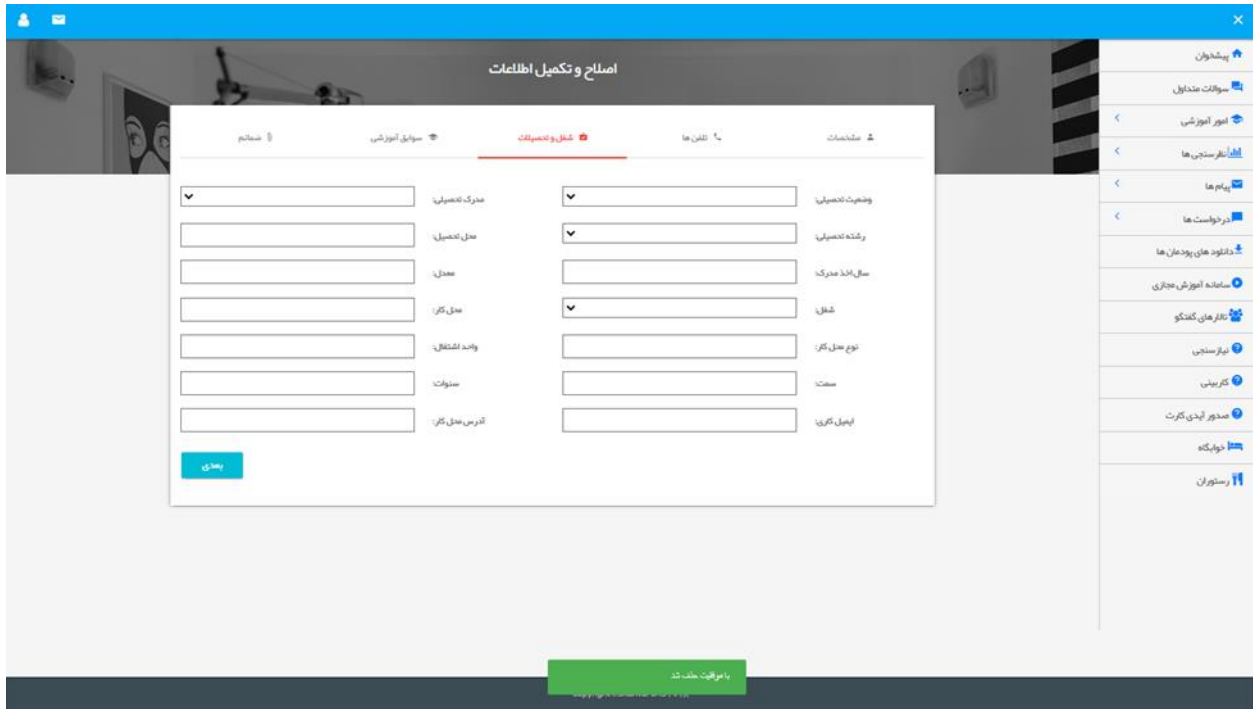 اصلاح و تکمیل اطلاعات
مشخصات
تلفن ها
شغل و تحصیلات
سوابق آموزشی
ضمائم
وضعیت تحصیلی:
مدرک تحصیلی:
رشته تحصیلی:
محل تحصیل:
سال اخذ مدرک:
معدل:
شغل:
محل کار:
نوع محل کار:
واحد اشتغال:
سمت:
سنوات:
ایمیل کاری:
آدرس محل کار:
بعدی
پیشخوان
سوالات متداول
امور آموزشی
نظرسنجی ها
پیام ها
درخواست ها
دانلود های پودمان ها
سامانه آموزش مجازی
تالارهای گفتگو
نیازسنجی
کاربینی
صدور آیدی کارت
خوابگاه
رستوران
با موفقیت حذف شد